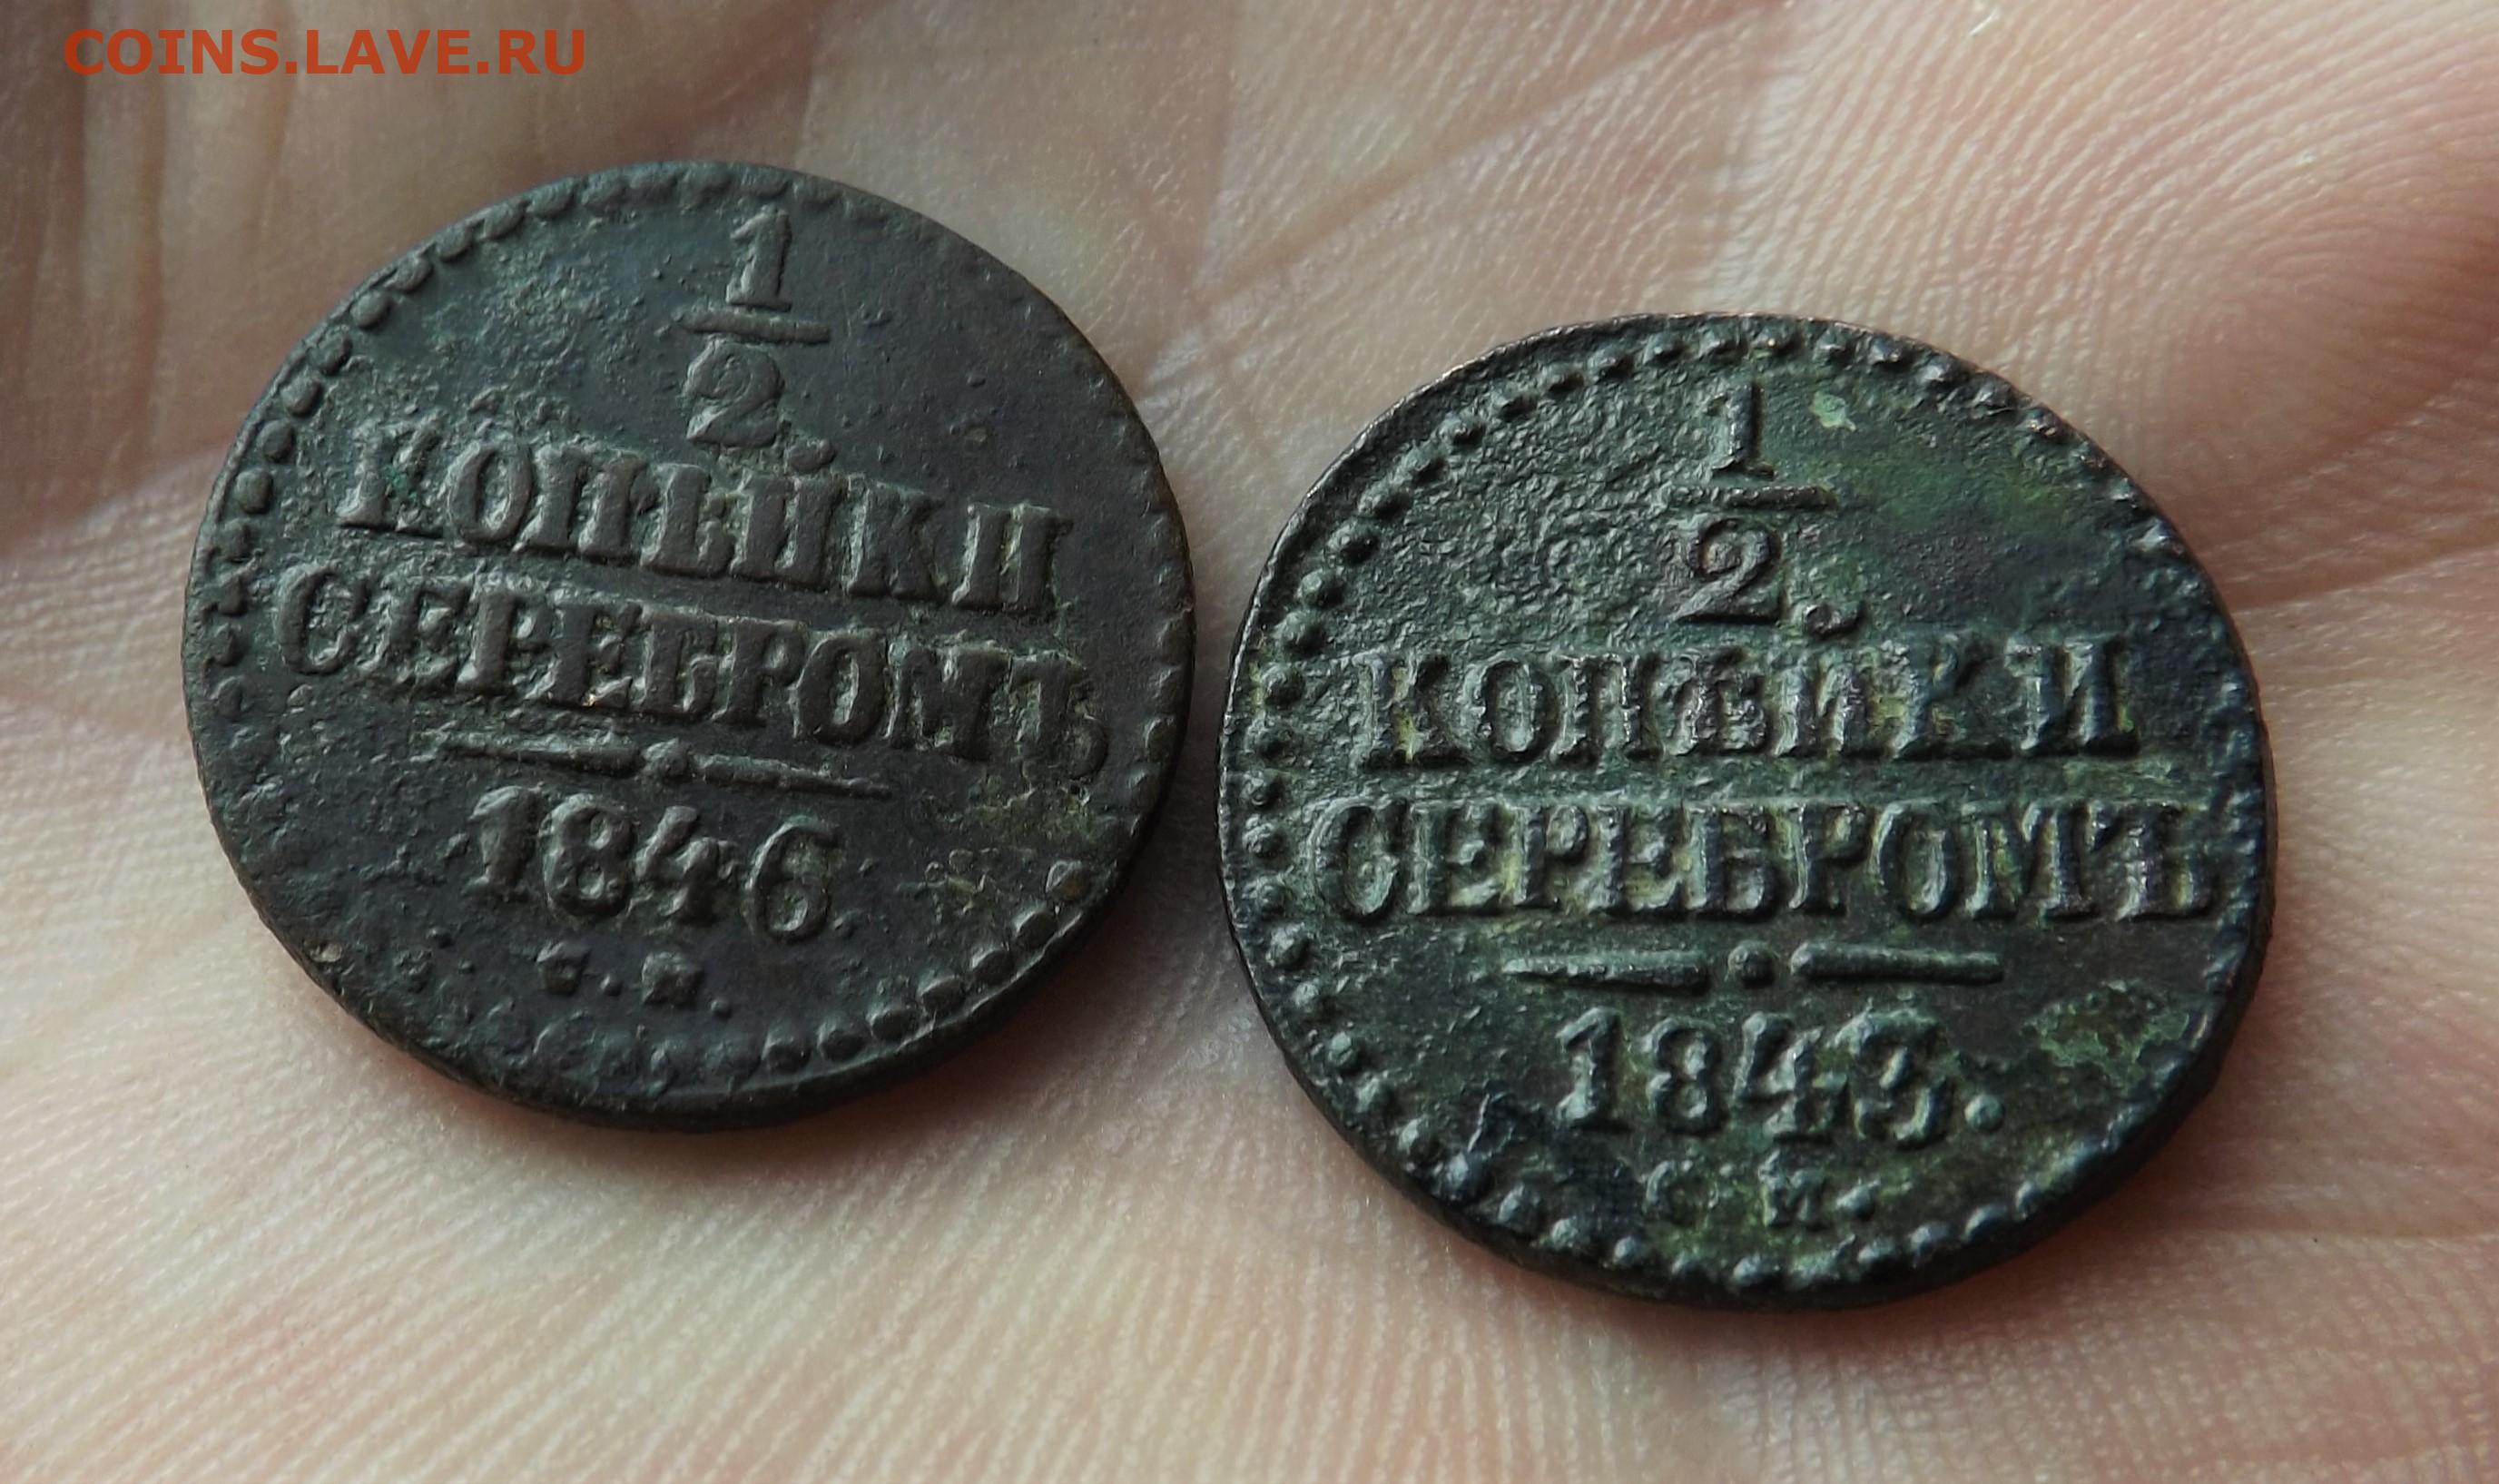 COINS.LAVE.RU
1
2.
КОПѢЙКИ
СЕРЕБРОМЪ
1846.
С.М.
1
2.
КОПѢЙКИ
СЕРЕБРОМЪ
1843.
С.М.